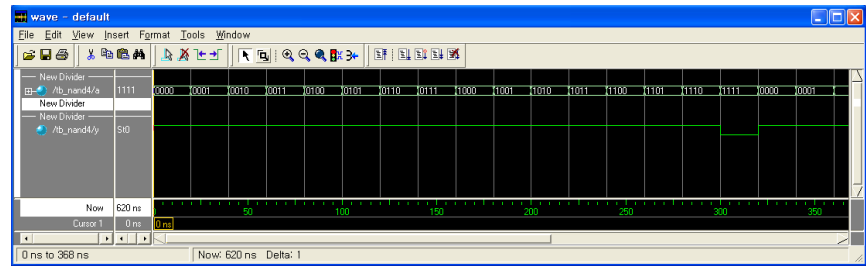 wave - default
File Edit View Insert Format Tools Window
New Divider
/tb_nand4/a 1111 0000 0001 0010 0011 0100 0101 0110 0111 1000 1001 1010 1011 1100 1101 1110 1111 0000 0001
New Divider
New Divider
/tb_nand4/y St0
Now 620 ns 50 100 150 200 250 300 350
Cursor 1 0 ns 0 ns
0 ns to 368 ns Now: 620 ns Delta: 1